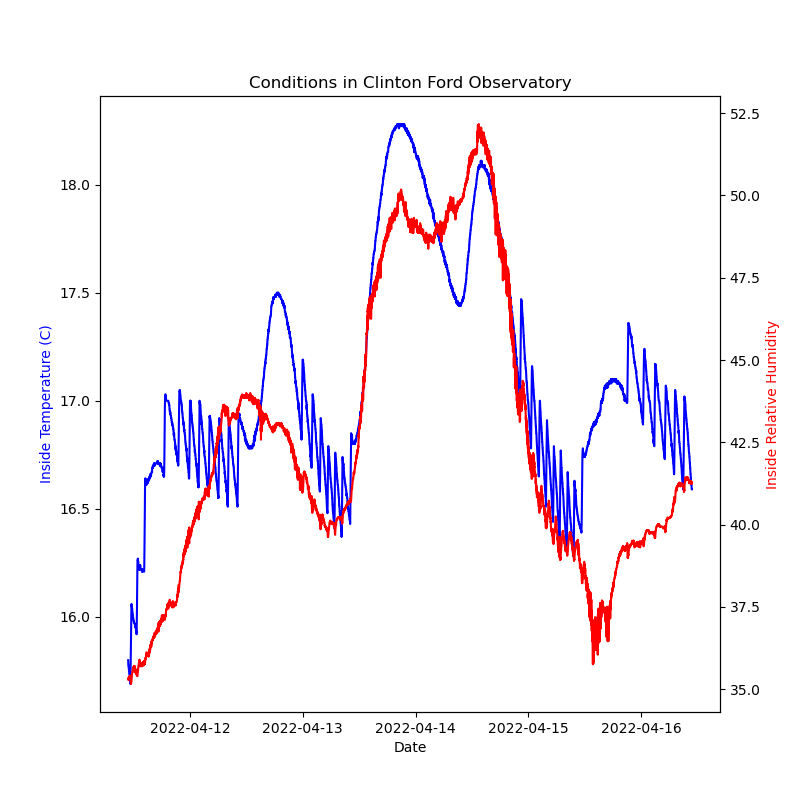 Conditions in Clinton Ford Observatory
Inside Temperature (C)
18.0
17.5
17.0
16.5
16.0
52.5
50.0
47.5
45.0
42.5
40.0
37.5
35.0
Inside Relative Humidity
2022-04-12 2022-04-13 2022-04-14 2022-04-15 2022-04-16
Date